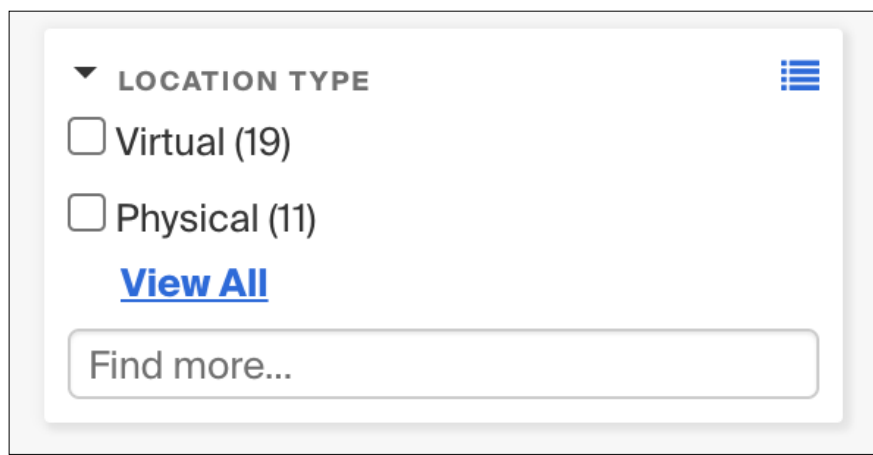 LOCATION TYPE
Virtual (19)
Physical (11)
View All
Find more...